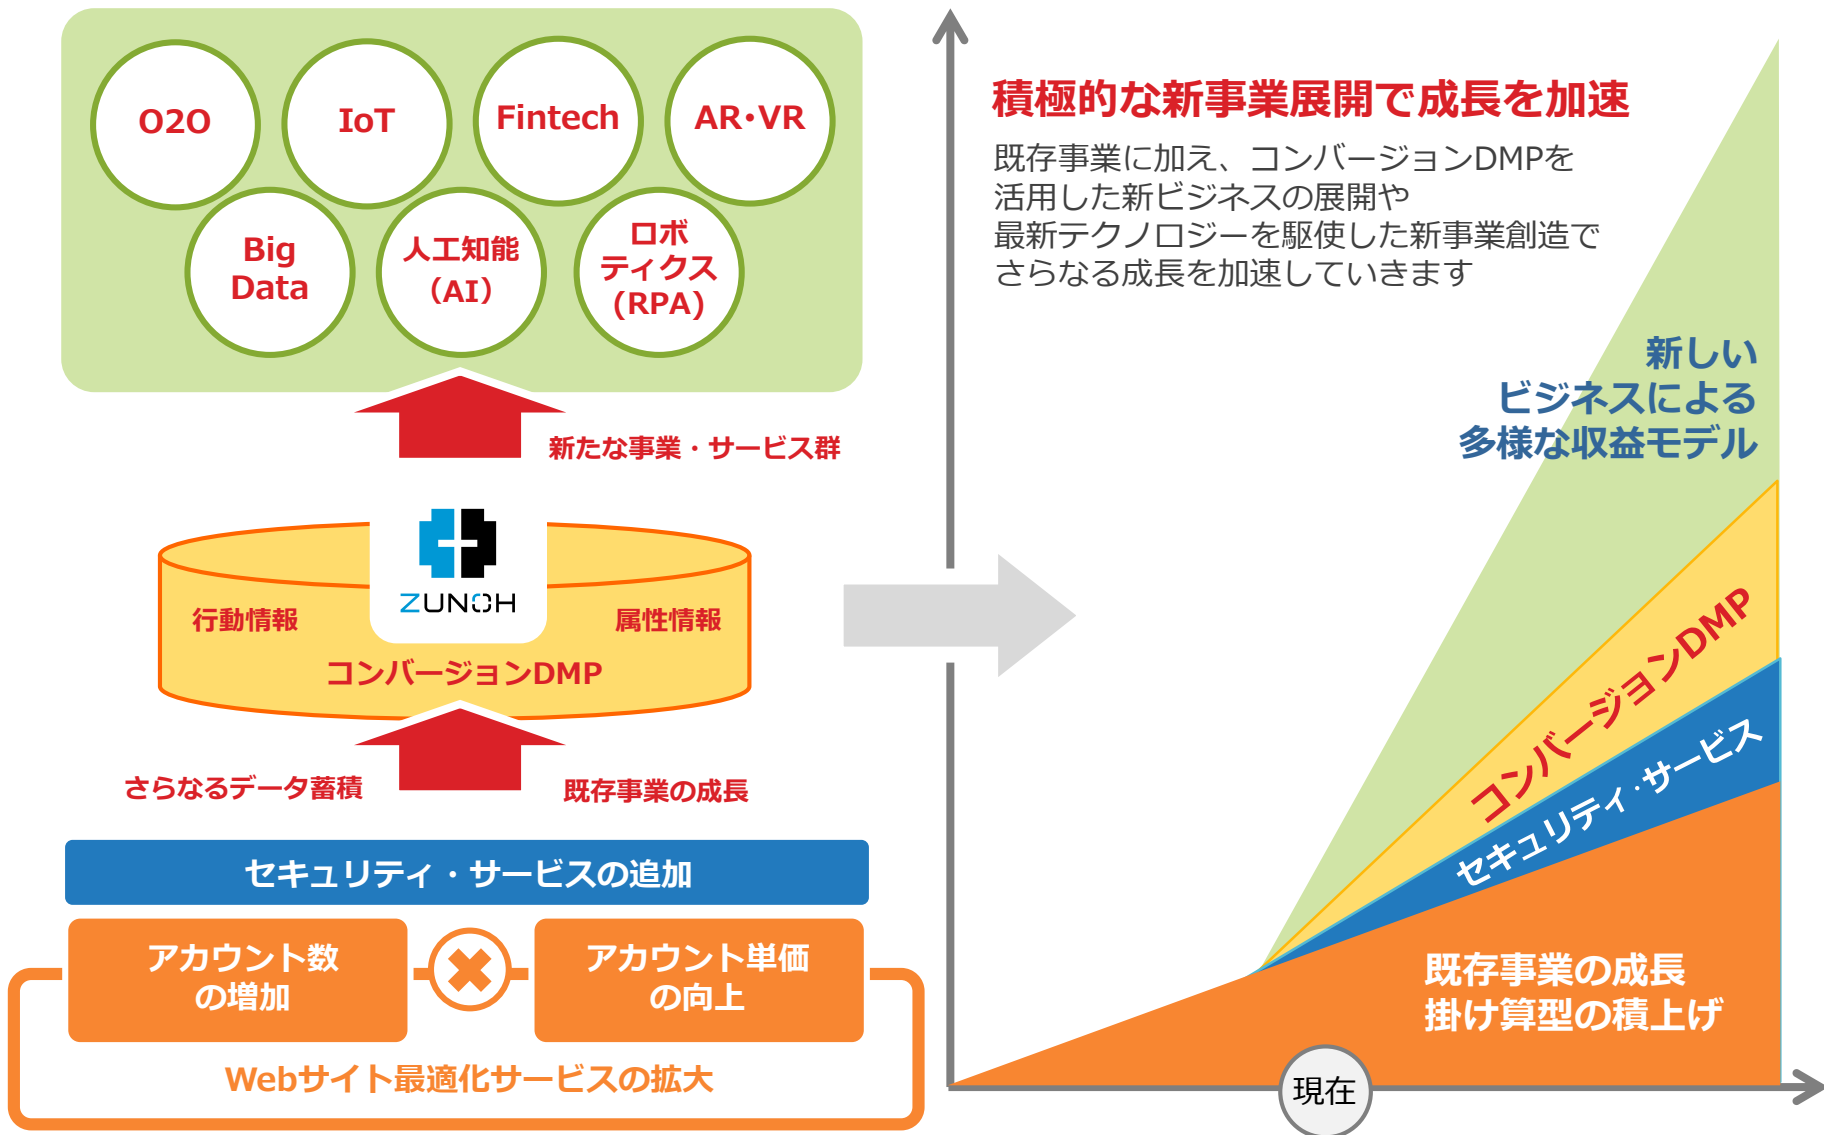 O2O
IoT
Fintech
AR・VR
Big
Data
人工知能
（AI）
ロボ
ティクス
(RPA)
新たな事業・サービス群
ZUNOH
行動情報
属性情報
コンバージョンDMP
さらなるデータ蓄積
既存事業の成長
セキュリティ・サービスの追加
アカウント数
の増加
アカウント単価
の向上
Webサイト最適化サービスの拡大
積極的な新事業展開で成長を加速
既存事業に加え、コンバージョンDMPを
活用した新ビジネスの展開や
最新テクノロジーを駆使した新事業創造で
さらなる成長を加速していきます
新しい
ビジネスによる
多様な収益モデル
コンバージョンDMP
セキュリティ・サービス
既存事業の成長
掛け算型の積上げ
現在